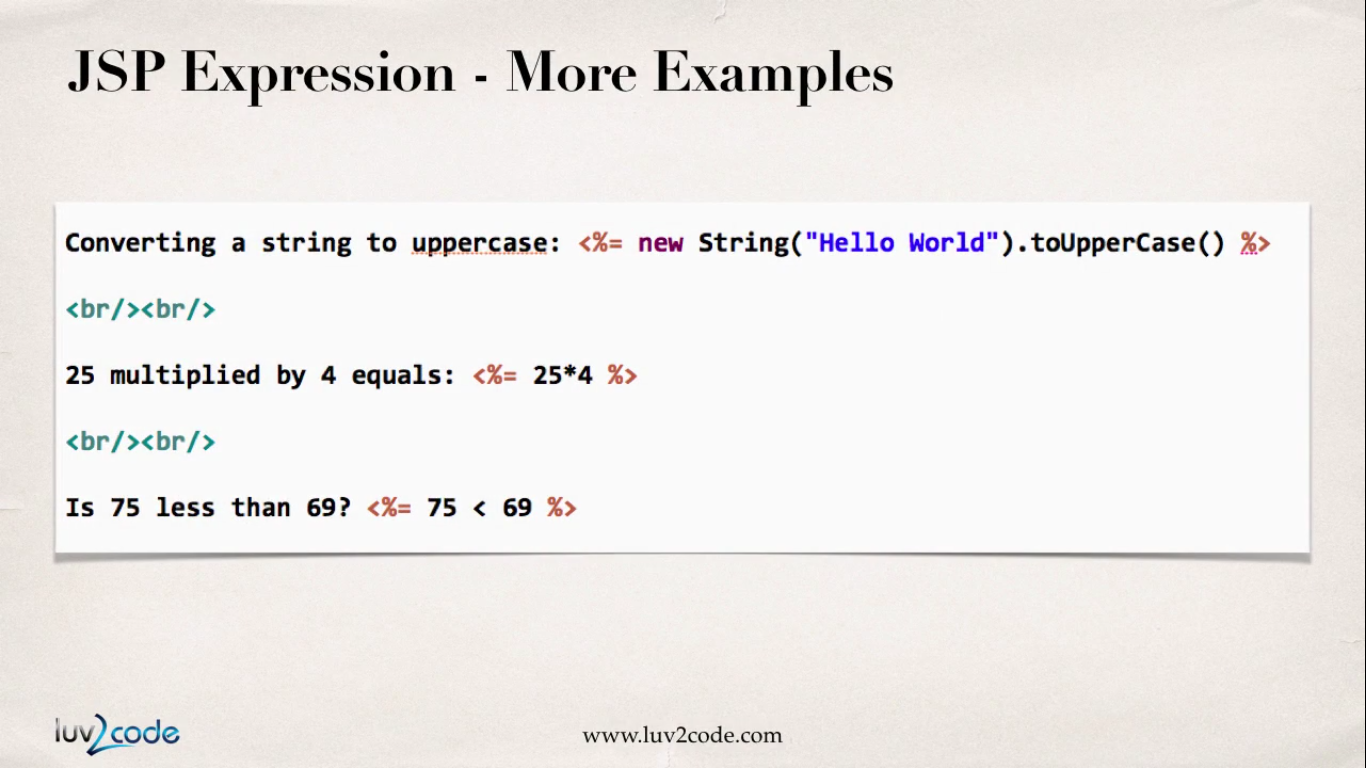 JSP Expression - More Examples
Converting a string to uppercase: <%= new String("Hello World").toUpperCase() %>
<br/><br/>
25 multiplied by 4 equals: <%= 25*4 %>
<br/><br/>
Is 75 less than 69? <%= 75 < 69 %>
luv2code
www.luv2code.com